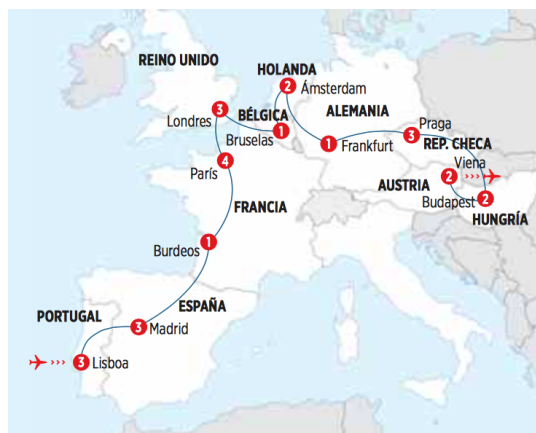 REINO UNIDO
HOLANDA
2 Ámsterdam
3
Londres
BÉLGICA
1
Bruselas
ALEMANIA
1 Frankfurt
Praga
3
REP. CHECA
4
París
Viena
2 >>>
AUSTRIA
Budapest 2
HUNGRÍA
FRANCIA
Burdeos 1
ESPAÑA
PORTUGAL
3 Madrid
>>> 3 Lisboa